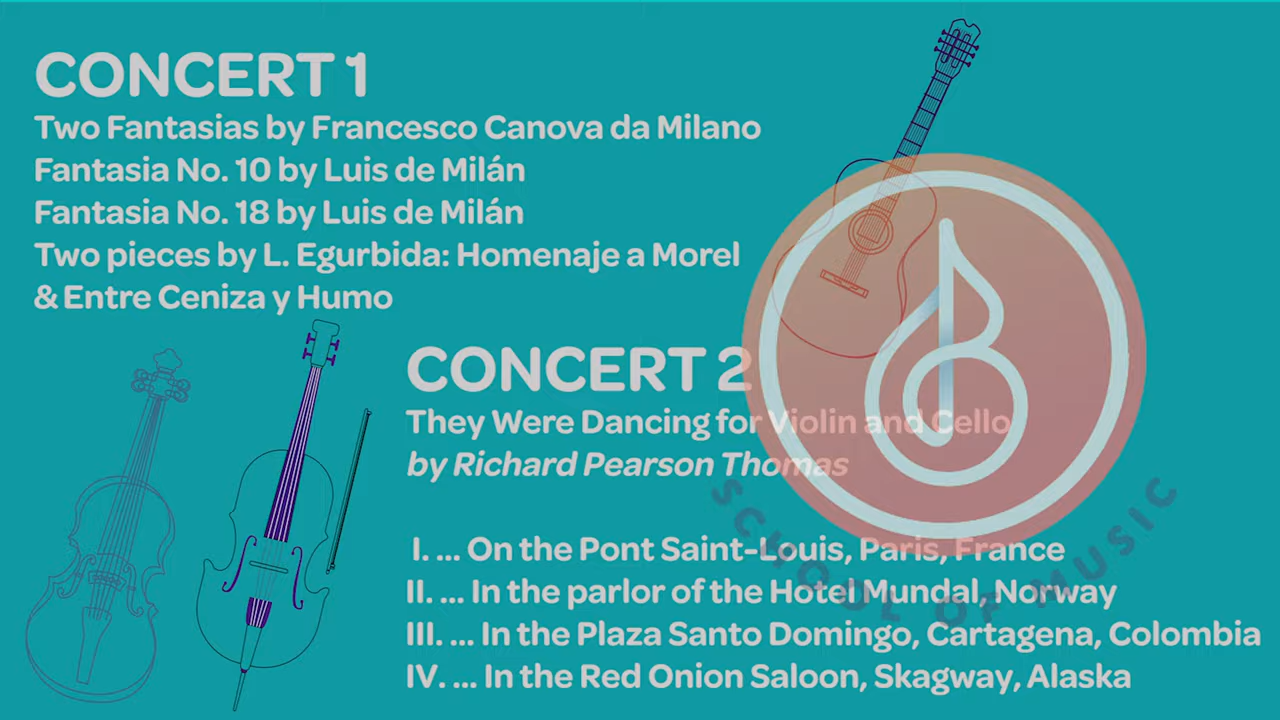 CONCERT 1
Two Fantasias by Francesco Canova da Milano
Fantasia No. 10 by Luis de Milán
Fantasia No. 18 by Luis de Milán
Two pieces by L. Egurbida: Homenaje a Morel
& Entre Ceniza y Humo
CONCERT 2
They Were Dancing for Violin and Cello
by Richard Pearson Thomas
I. ... On the Pont Saint-Louis, Paris, France
II. ... In the parlor of the Hotel Mundal, Norway
III. ... In the Plaza Santo Domingo, Cartagena, Colombia
IV. ... In the Red Onion Saloon, Skagway, Alaska
SCHOOL OF MUSIC